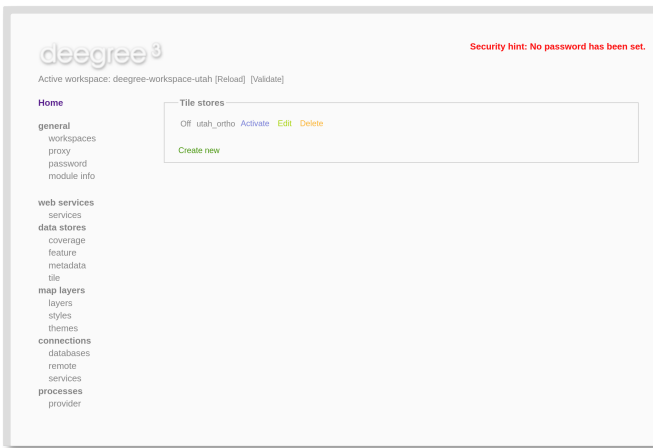 deegree 3
Security hint: No password has been set.
Active workspace: deegree-workspace-utah [Reload] [Validate]
Home
general
workspaces
proxy
password
module info
web services
services
data stores
coverage
feature
metadata
tile
map layers
layers
styles
themes
connections
databases
remote
services
processes
provider
Tile stores
Off utah_ortho Activate Edit Delete
Create new